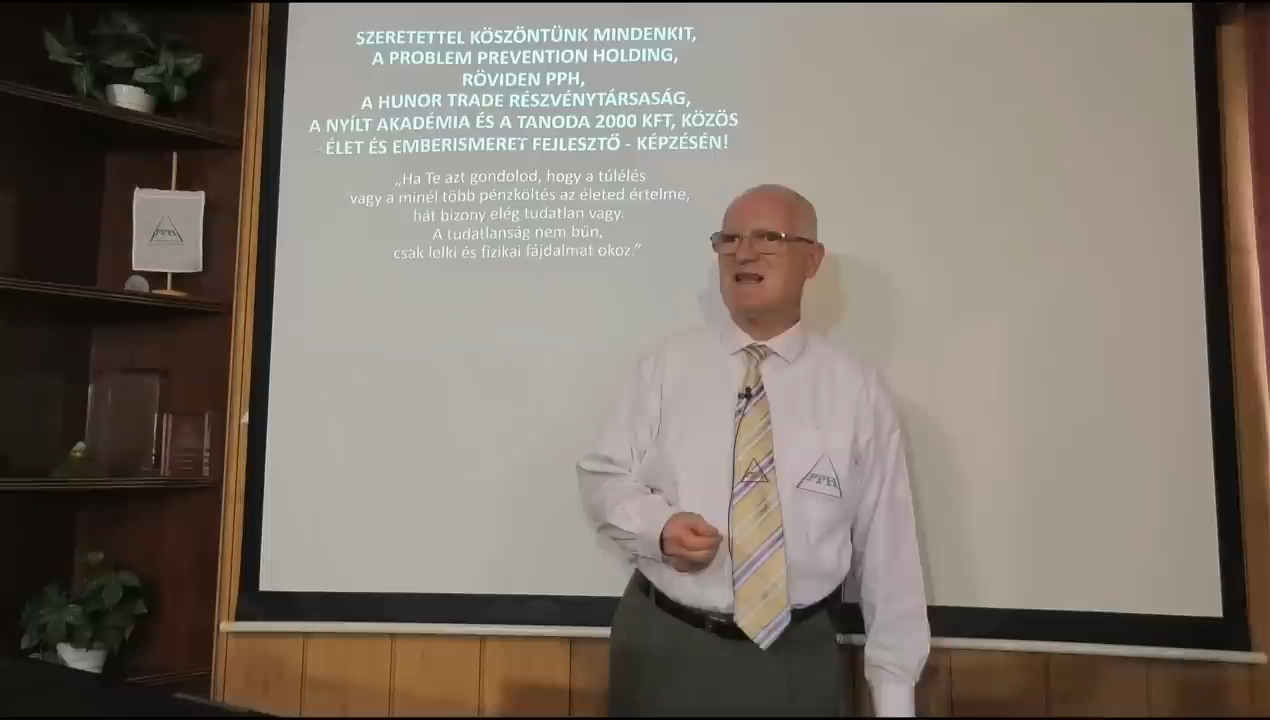 SZERETETTEL KÖSZÖNTÜNK MINDENKIT,
A PROBLEM PREVENTION HOLDING,
RÖVIDEN PPH,
A HUNOR TRADE RÉSZVÉNYTÁRSASÁG,
A NYÍLT AKADÉMIA ÉS A TANODA 2000 KFT, KÖZÖS
- ÉLET ÉS EMBERISMERET FEJLESZTŐ - KÉPZÉSÉN!
„Ha Te azt gondolod, hogy a túlélés
vagy a minél több pénzköltés az életed értelme,
hát bizony elég tudatlan vagy.
A tudatlanság nem bűn,
csak lelki és fizikai fájdalmat okoz.”
PPH
PPH